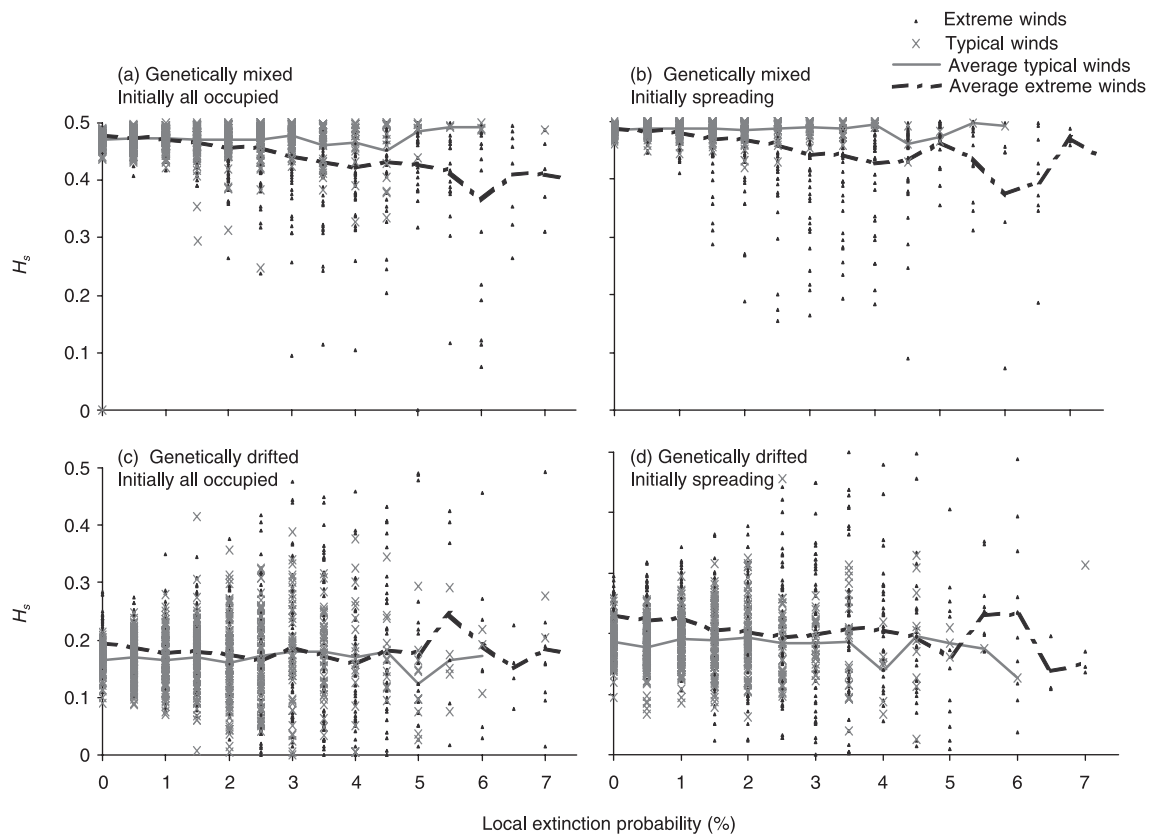 Extreme winds
Typical winds
Average typical winds
Average extreme winds
(a) Genetically mixed
Initially all occupied
(b) Genetically mixed
Initially spreading
0.5
0.4
0.3
0.2
0.1
0
Hs
(c) Genetically drifted
Initially all occupied
(d) Genetically drifted
Initially spreading
0.5
0.4
0.3
0.2
0.1
0
Hs
0 1 2 3 4 5 6 7
0 1 2 3 4 5 6 7
Local extinction probability (%)